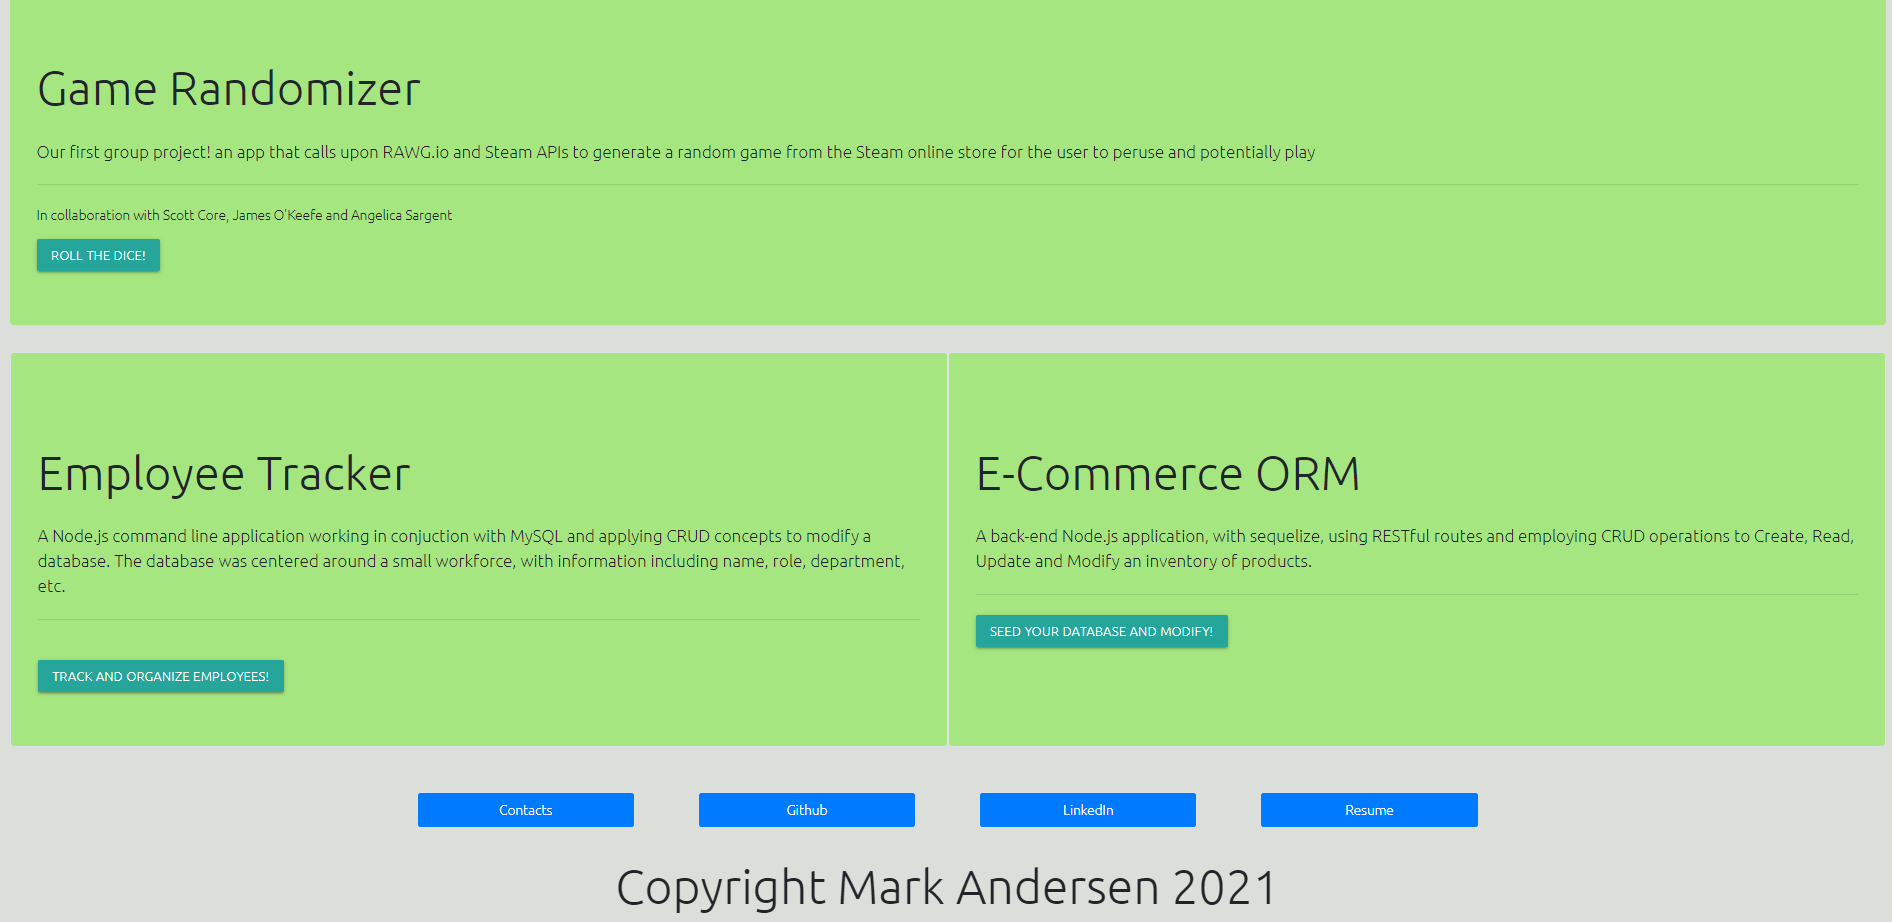 Game Randomizer
Our first group project! an app that calls upon RAWG.io and Steam APIs to generate a random game from the Steam online store for the user to peruse and potentially play
In collaboration with Scott Core, James O'Keefe and Angelica Sargent
ROLL THE DICE!
Employee Tracker
A Node.js command line application working in conjuction with MySQL and applying CRUD concepts to modify a
database. The database was centered around a small workforce, with information including name, role, department,
etc.
TRACK AND ORGANIZE EMPLOYEES!
E-Commerce ORM
A back-end Node.js application, with sequelize, using RESTful routes and employing CRUD operations to Create, Read,
Update and Modify an inventory of products.
SEED YOUR DATABASE AND MODIFY!
Contacts
Github
LinkedIn
Resume
Copyright Mark Andersen 2021